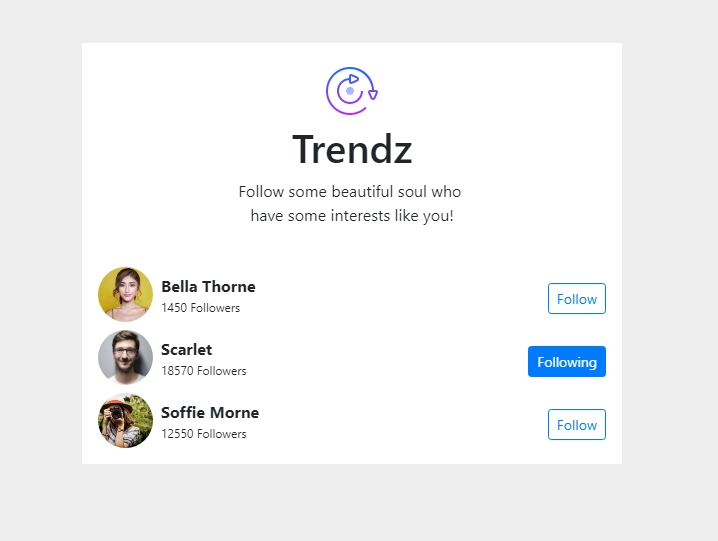 Trendz
Follow some beautiful soul who
have some interests like you!
Bella Thorne
1450 Followers
Follow
Scarlet
18570 Followers
Following
Soffie Morne
12550 Followers
Follow